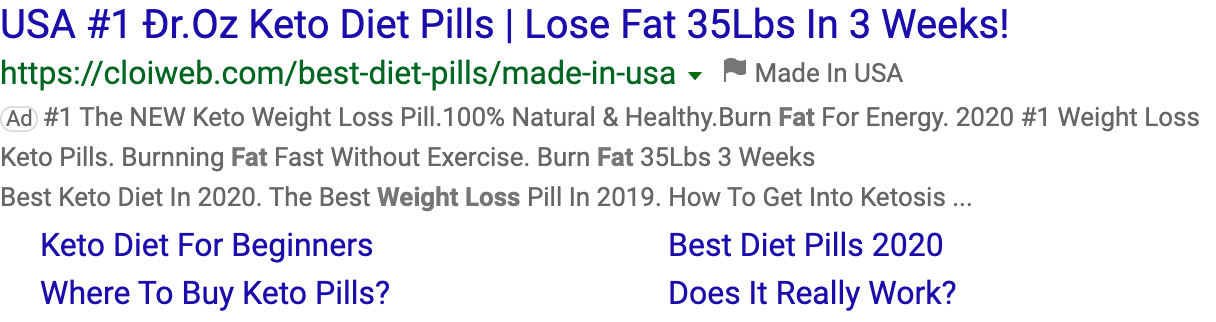 USA #1 Ðr.Oz Keto Diet Pills | Lose Fat 35Lbs In 3 Weeks!
https://cloiweb.com/best-diet-pills/made-in-usa Made In USA
Ad #1 The NEW Keto Weight Loss Pill.100% Natural & Healthy.Burn Fat For Energy. 2020 #1 Weight Loss
Keto Pills. Burnning Fat Fast Without Exercise. Burn Fat 35Lbs 3 Weeks
Best Keto Diet In 2020. The Best Weight Loss Pill In 2019. How To Get Into Ketosis ...
Keto Diet For Beginners Best Diet Pills 2020
Where To Buy Keto Pills? Does It Really Work?